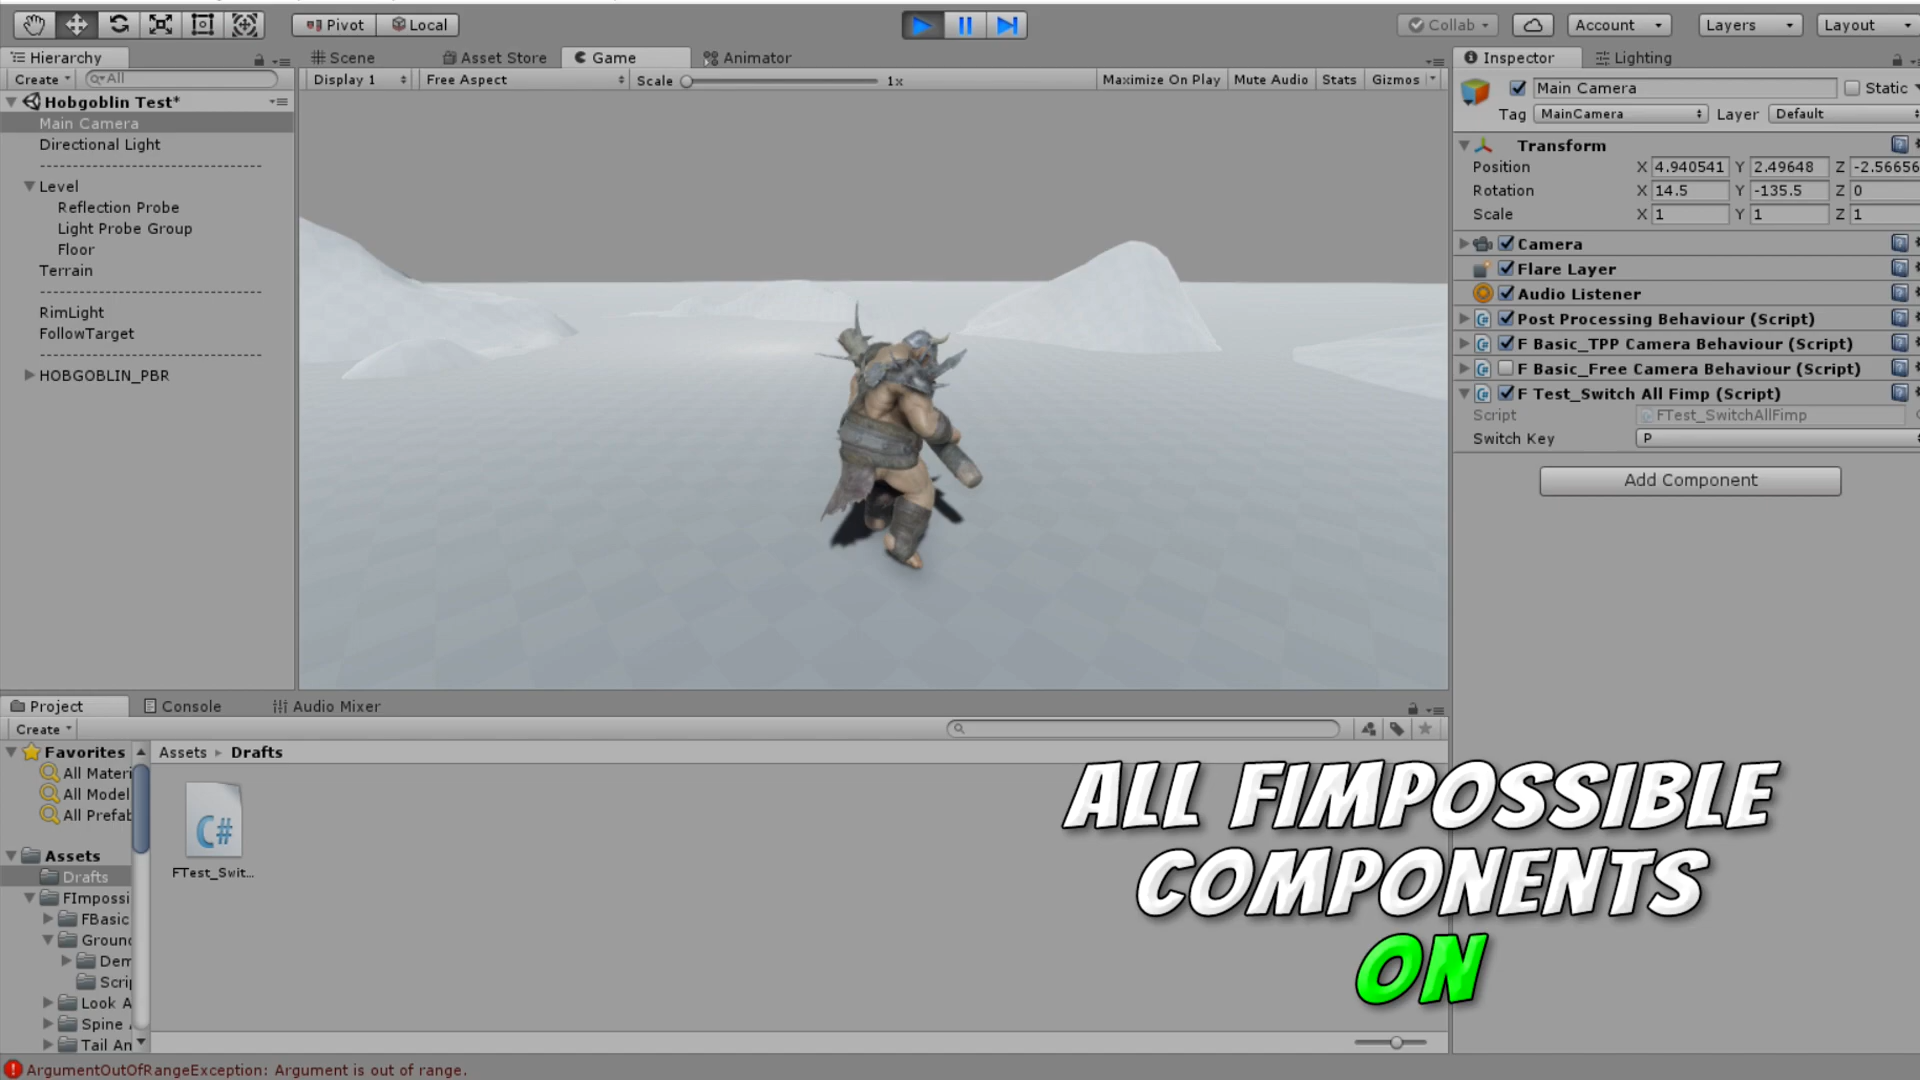 Pivot Local
Collab Account Layers Layout
Hierarchy
Create All
Hobgoblin Test*
Main Camera
Directional Light
Level
Reflection Probe
Light Probe Group
Floor
Terrain
RimLight
FollowTarget
HOBGOBLIN_PBR
Scene Asset Store Game Animator
Display 1 Free Aspect Scale 1x Maximize On Play Mute Audio Stats Gizmos
Inspector Lighting
Main Camera Static
Tag MainCamera Layer Default
Transform
Position X 4.940541 Y 2.49648 Z -2.56656
Rotation X 14.5 Y -135.5 Z 0
Scale X 1 Y 1 Z 1
Camera
Flare Layer
Audio Listener
Post Processing Behaviour (Script)
F Basic_TPP Camera Behaviour (Script)
F Basic_Free Camera Behaviour (Script)
F Test_Switch All Fimp (Script)
Script FTest_SwitchAllFimp
Switch Key P
Add Component
Project Console Audio Mixer
Create
Favorites
All Materi
All Model
All Prefab
Assets
Drafts
FImpossi
FBasic
Ground
Dem
Scrip
Look A
Spine
Tail An
Assets Drafts
C#
FTest_Swit...
ALL FIMPOSSIBLE
COMPONENTS
ON
ArgumentOutOfRangeException: Argument is out of range.